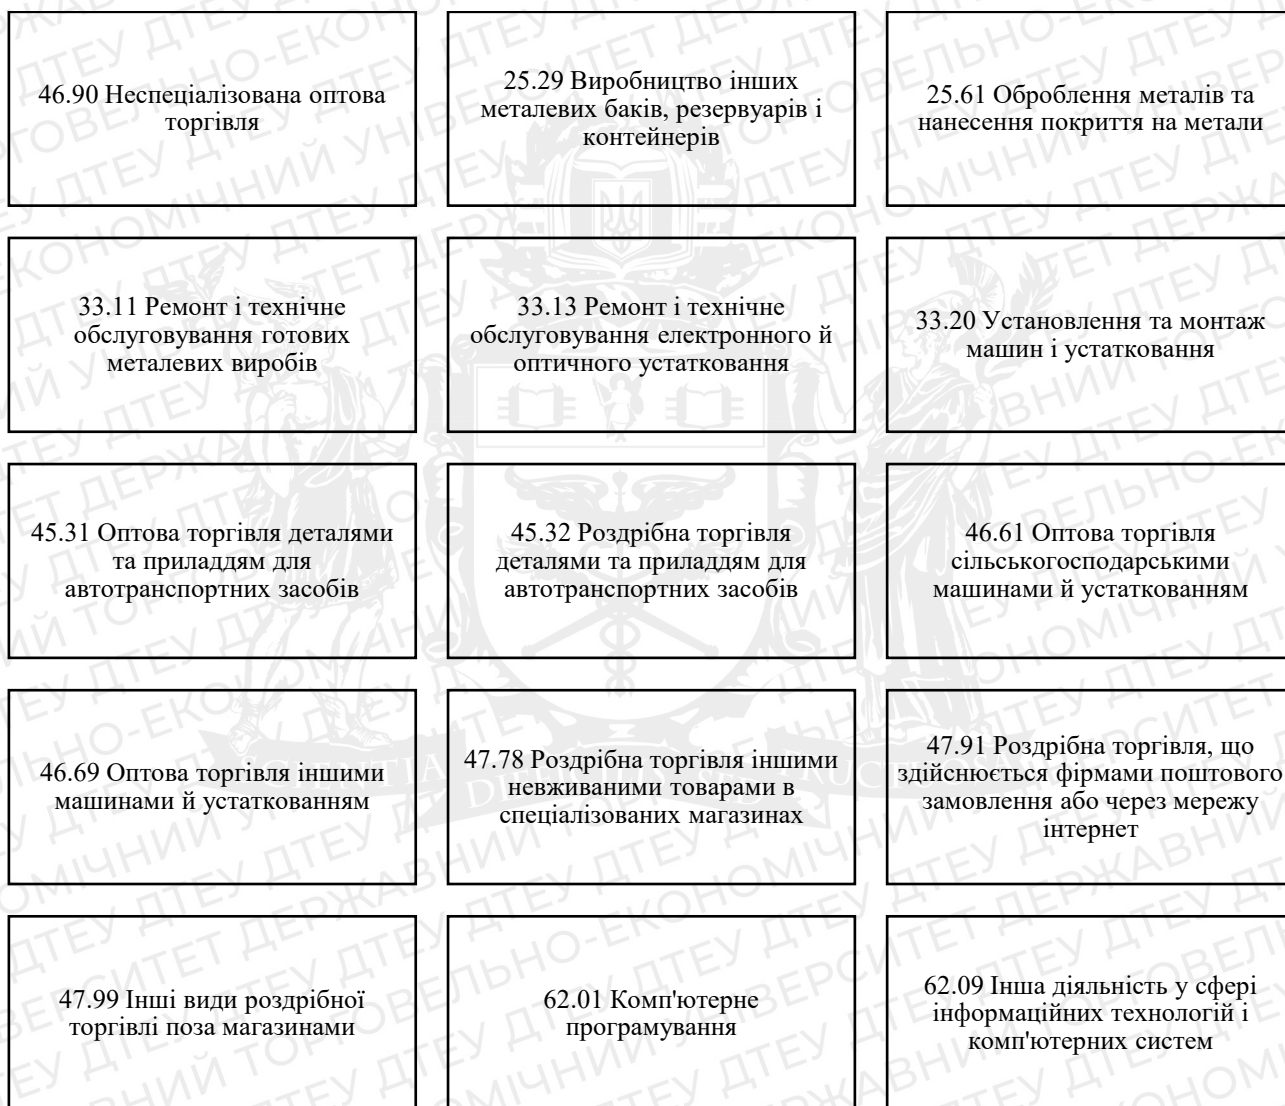 46.90 Неспеціалізована оптова
торгівля
25.29 Виробництво інших
металевих баків, резервуарів і
контейнерів
25.61 Оброблення металів та
нанесення покриття на метали
33.11 Ремонт і технічне
обслуговування готових
металевих виробів
33.13 Ремонт і технічне
обслуговування електронного й
оптичного устатковання
33.20 Установлення та монтаж
машин і устатковання
45.31 Оптова торгівля деталями
та приладдям для
автотранспортних засобів
45.32 Роздрібна торгівля
деталями та приладдям для
автотранспортних засобів
46.61 Оптова торгівля
сільськогосподарськими
машинами й устаткованням
46.69 Оптова торгівля іншими
машинами й устаткованням
47.78 Роздрібна торгівля іншими
невживаними товарами в
спеціалізованих магазинах
47.91 Роздрібна торгівля, що
здійснюється фірмами поштового
замовлення або через мережу
інтернет
47.99 Інші види роздрібної
торгівлі поза магазинами
62.01 Комп'ютерне
програмування
62.09 Інша діяльність у сфері
інформаційних технологій і
комп'ютерних систем